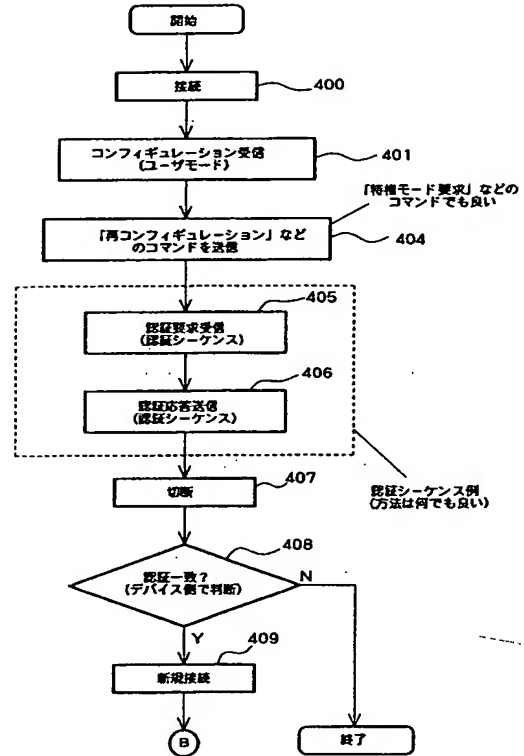 開始
接続
400
コンフィギュレーション受信
(ユーザモード)
401
「特権モード要求」などの
コマンドでも良い
「再コンフィギュレーション」など
のコマンドを送信
404
405
認証要求受信
(認証シーケンス)
406
認証応答送信
(認証シーケンス)
407
切断
認証シーケンス例
(方法は何でも良い)
408
認証一致?
(デバイス側で判断)
N
Y
409
新規接続
B
終了